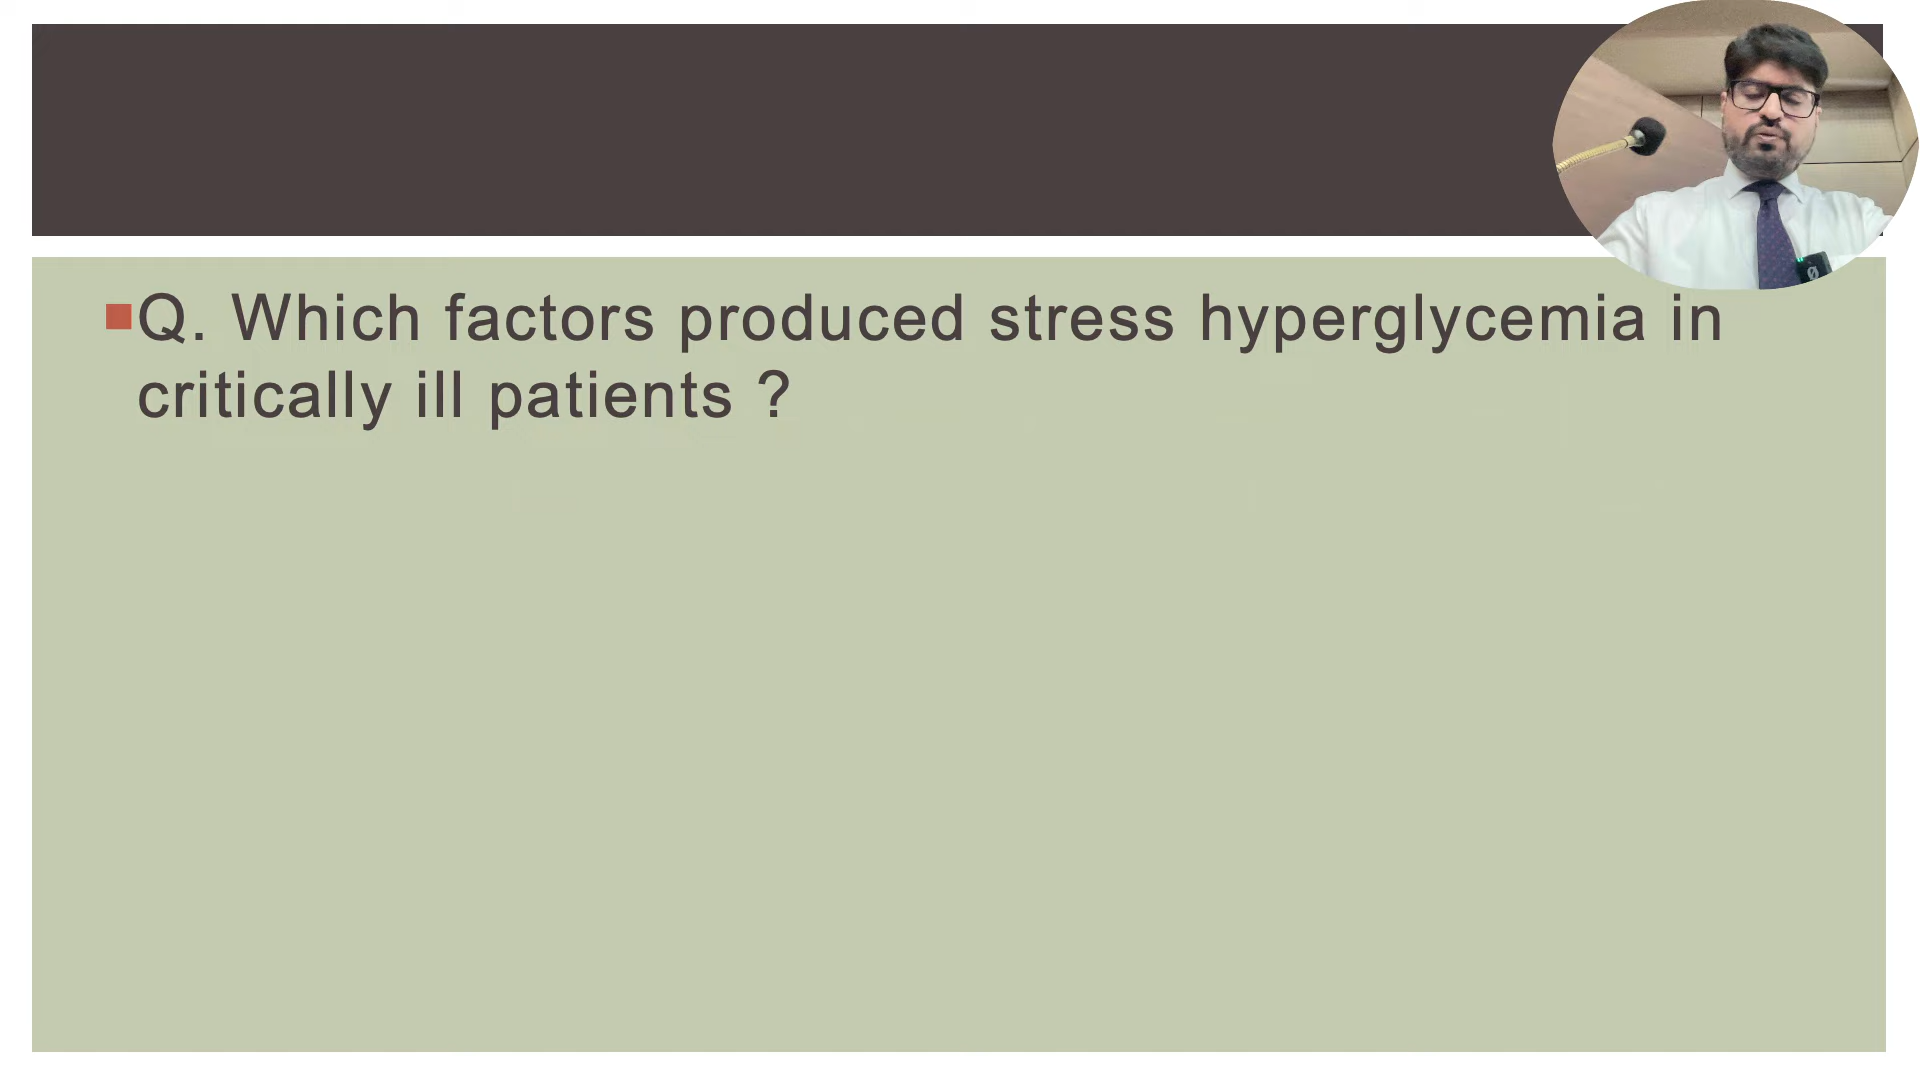 Q. Which factors produced stress hyperglycemia in
critically ill patients ?